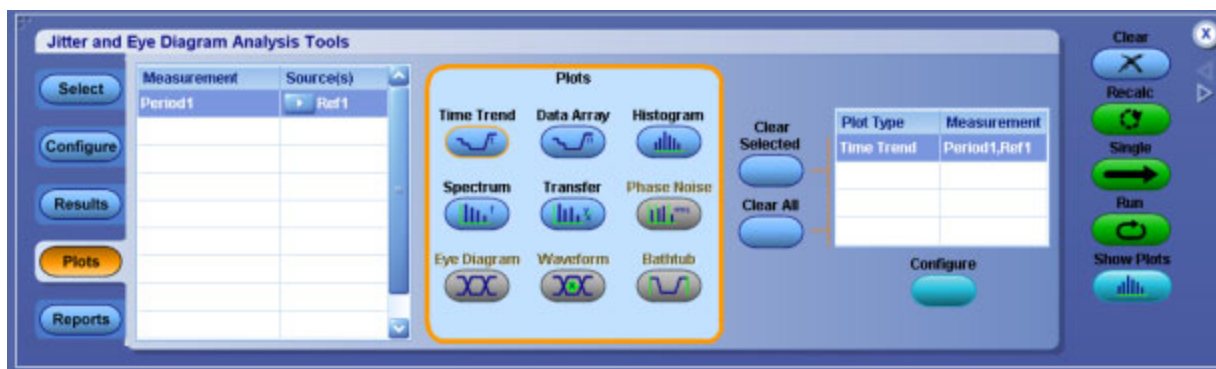 Jitter and Eye Diagram Analysis Tools
Select
Configure
Results
Plots
Reports
Measurement Source(s)
Period1 Ref1
Plots
Time Trend Data Array Histogram
Spectrum Transfer Phase Noise
Eye Diagram Waveform Bathtub
Clear Selected
Clear All
Plot Type Measurement
Time Trend Period1,Ref1
Configure
Clear
X
Recalc
Single
Run
Show Plots